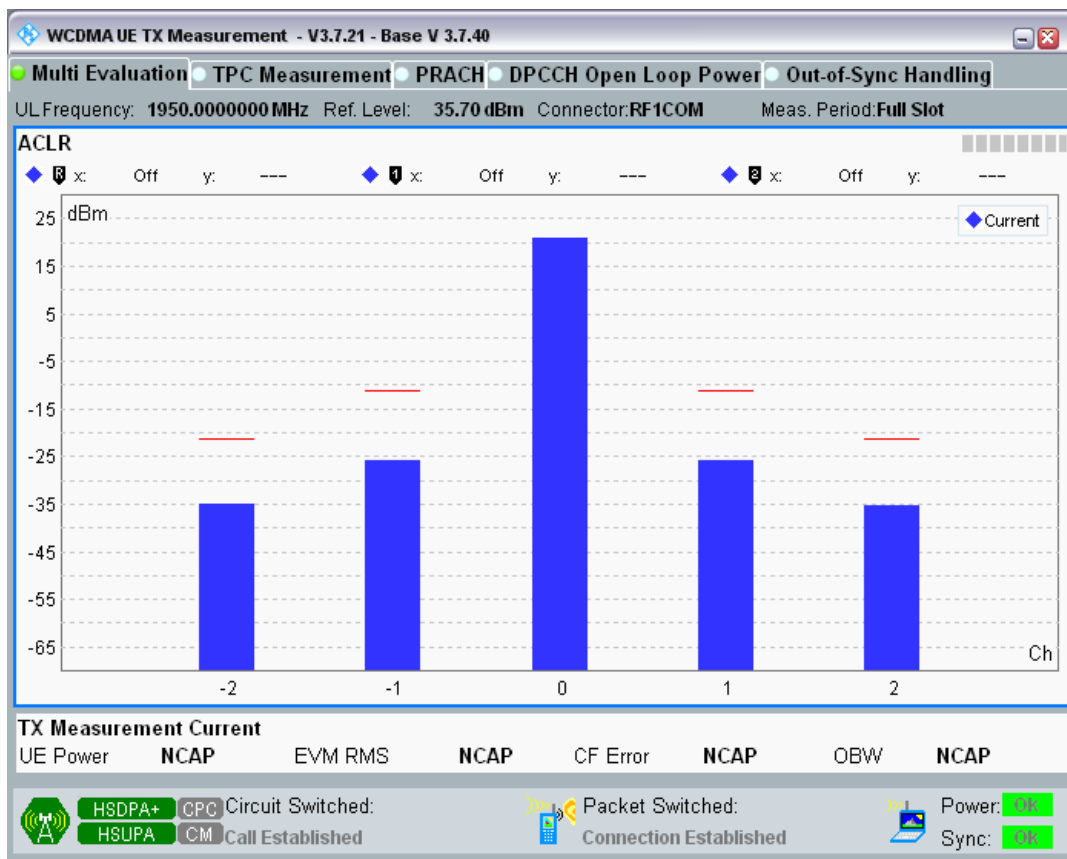 WCDMA UE TX Measurement - V3.7.21 - Base V 3.7.40
Multi Evaluation TPC Measurement PRACH DPCCH Open Loop Power Out-of-Sync Handling
UL Frequency: 1950.0000000 MHz Ref. Level: 35.70 dBm Connector:RF1COM Meas. Period:Full Slot
ACLR
R x: Off y: --- 1 x: Off y: --- 2 x: Off y: ---
dBm
Current
25
15
5
-5
-15
-25
-35
-45
-55
-65
Ch
-2 -1 0 1 2
TX Measurement Current
UE Power NCAP EVM RMS NCAP CF Error NCAP OBW NCAP
HSDPA+ CPC Circuit Switched: Packet Switched: Power: OK
HSUPA CM Call Established Connection Established Sync: OK